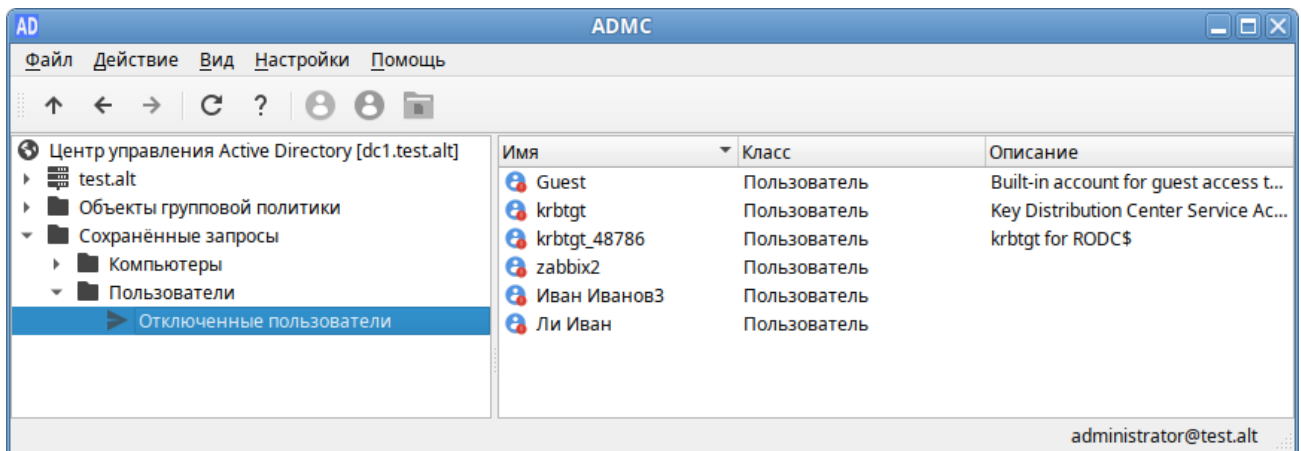 AD ADMC
Файл Действие Вид Настройки Помощь
?
Центр управления Active Directory [dc1.test.alt]
test.alt
Объекты групповой политики
Сохранённые запросы
Компьютеры
Пользователи
Отключенные пользователи
Имя Класс Описание
Guest Пользователь Built-in account for guest access t...
krbtgt Пользователь Key Distribution Center Service Ac...
krbtgt_48786 Пользователь krbtgt for RODC$
zabbix2 Пользователь
Иван Иванов3 Пользователь
Ли Иван Пользователь
administrator@test.alt